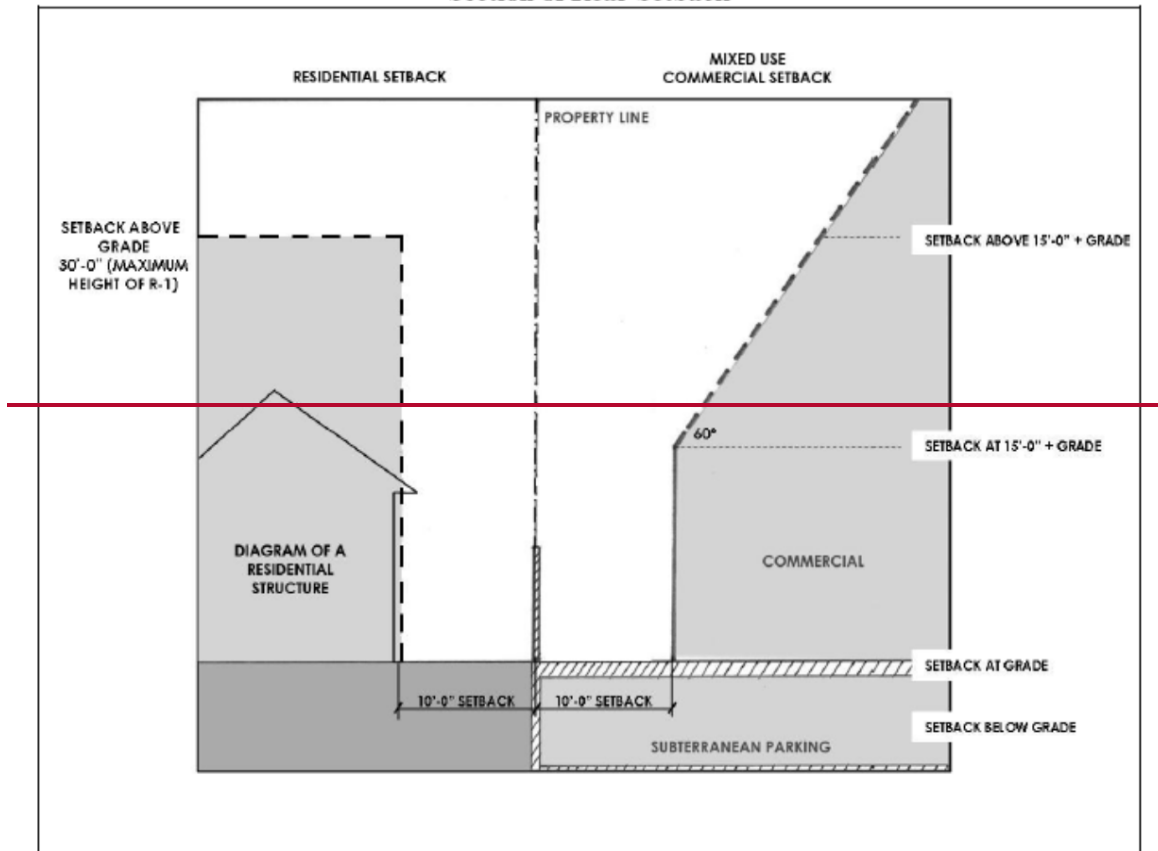 RESIDENTIAL SETBACK
MIXED USE
COMMERCIAL SETBACK
PROPERTY LINE
SETBACK ABOVE
GRADE
30'-0" (MAXIMUM
HEIGHT OF R-1)
SETBACK ABOVE 15'-0" + GRADE
60°
SETBACK AT 15'-0" + GRADE
DIAGRAM OF A
RESIDENTIAL
STRUCTURE
COMMERCIAL
SETBACK AT GRADE
10'-0" SETBACK
10'-0" SETBACK
SETBACK BELOW GRADE
SUBTERRANEAN PARKING